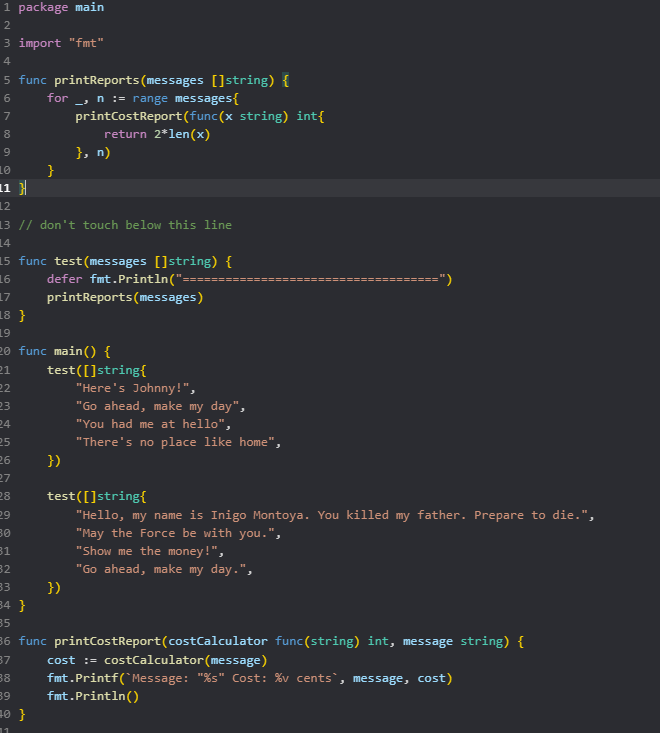 1 package main
2
3 import "fmt"
4
5 func printReports(messages []string) {
6     for _, n := range messages{
7         printCostReport(func(x string) int{
8             return 2*len(x)
9         }, n)
10     }
11 }
12
13 // don't touch below this line
14
15 func test(messages []string) {
16     defer fmt.Println("====================================")
17     printReports(messages)
18 }
19
20 func main() {
21     test([]string{
22         "Here's Johnny!",
23         "Go ahead, make my day",
24         "You had me at hello",
25         "There's no place like home",
26     })
27
28     test([]string{
29         "Hello, my name is Inigo Montoya. You killed my father. Prepare to die.",
30         "May the Force be with you.",
31         "Show me the money!",
32         "Go ahead, make my day.",
33     })
34 }
35
36 func printCostReport(costCalculator func(string) int, message string) {
37     cost := costCalculator(message)
38     fmt.Printf(`Message: "%s" Cost: %v cents`, message, cost)
39     fmt.Println()
40 }
41